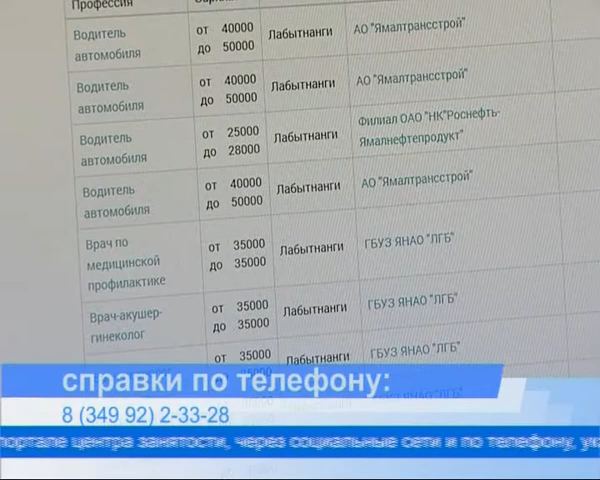 Профессия
Водитель автомобиля от 40000 до 50000 Лабытнанги АО "Ямалтрансстрой"
Водитель автомобиля от 40000 до 50000 Лабытнанги АО "Ямалтрансстрой"
Водитель автомобиля от 25000 до 28000 Лабытнанги Филиал ОАО "НК"Роснефть-Ямалнефтепродукт"
Водитель автомобиля от 40000 до 50000 Лабытнанги АО "Ямалтрансстрой"
Врач по медицинской профилактике от 35000 до 35000 Лабытнанги ГБУЗ ЯНАО "ЛГБ"
Врач-акушер-гинеколог от 35000 до 35000 Лабытнанги ГБУЗ ЯНАО "ЛГБ"
от 35000 Лабытнанги ГБУЗ ЯНАО "ЛГБ"
справки по телефону:
8 (349 92) 2-33-28
портале центра занятости, через социальные сети и по телефону,